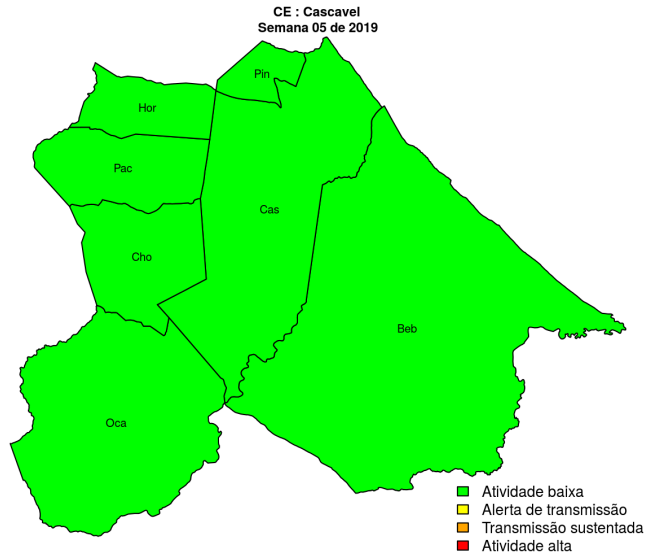 CE : Cascavel
Semana 05 de 2019
Pin
Hor
Pac
Cas
Cho
Beb
Oca
Atividade baixa
Alerta de transmissão
Transmissão sustentada
Atividade alta